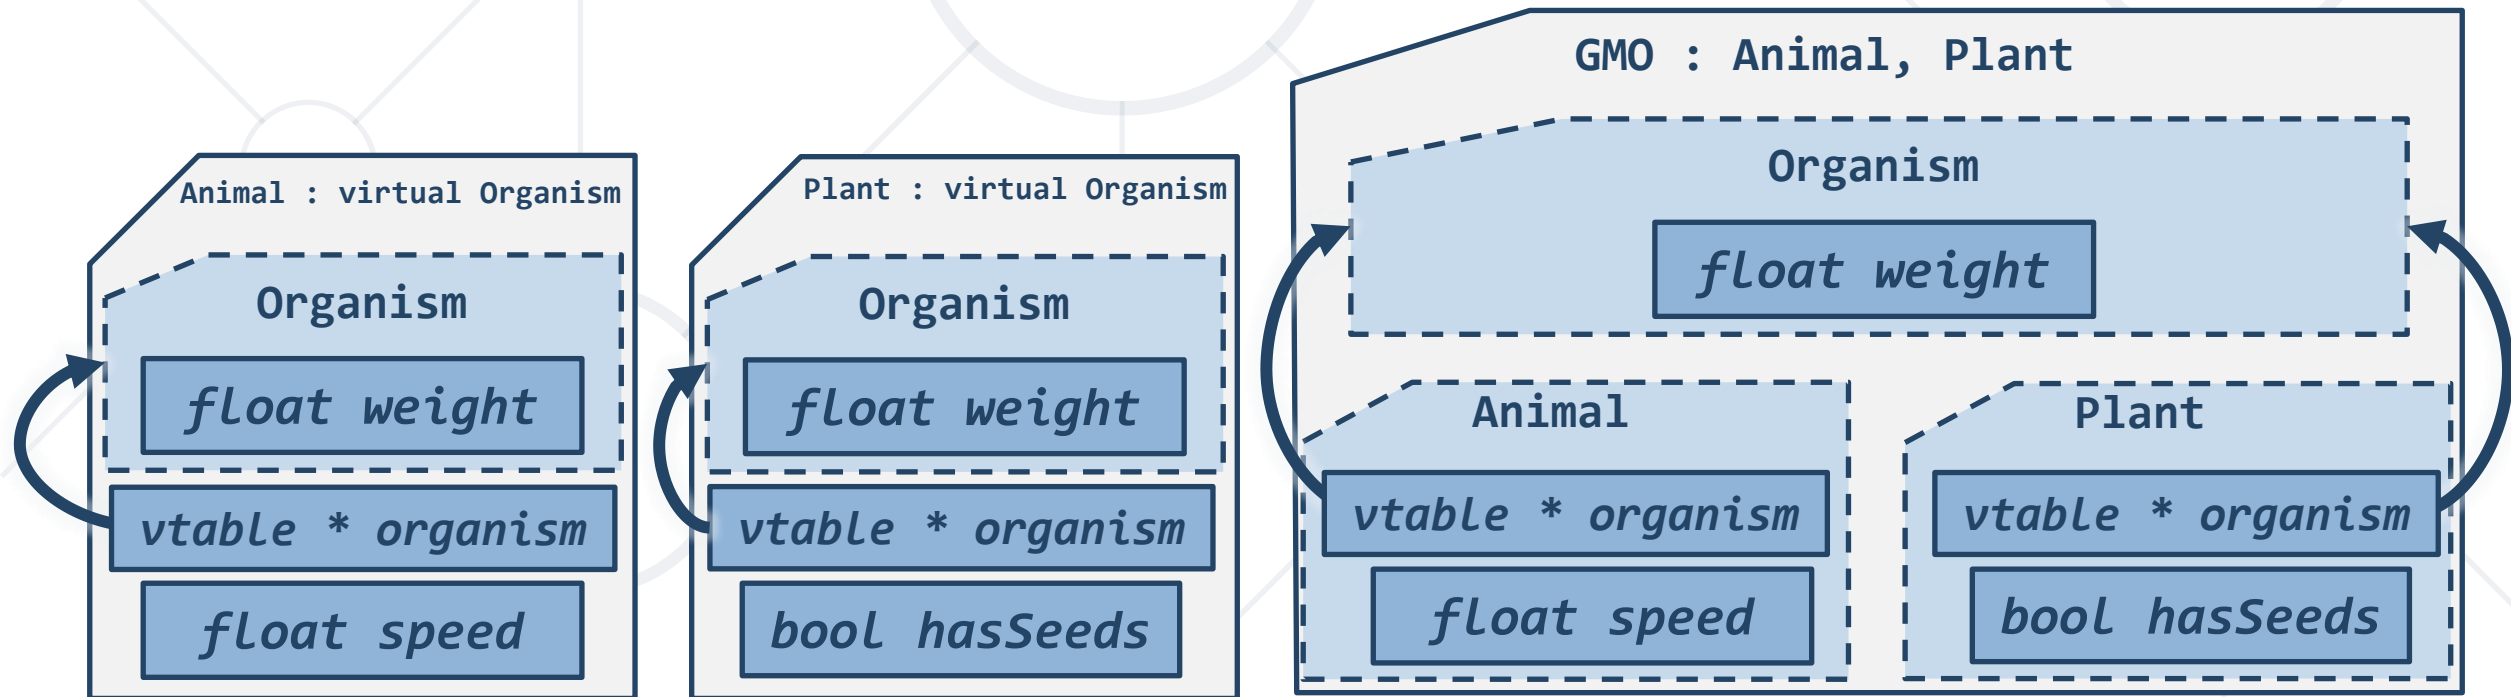 Animal : virtual Organism
Organism
float weight
vtable * organism
float speed
Plant : virtual Organism
Organism
float weight
vtable * organism
bool hasSeeds
GMO : Animal, Plant
Organism
float weight
Animal
vtable * organism
float speed
Plant
vtable * organism
bool hasSeeds